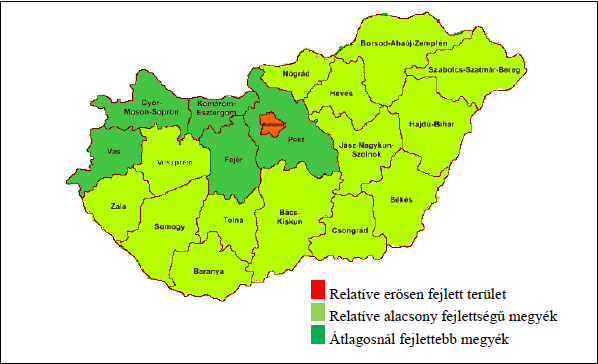 Borsod-Abaúj-Zemplén
Nógrád
Szabolcs-Szatmár-Bereg
Heves
Győr-
Moson-Sopron
Komárom-
Esztergom
Budapest
Hajdú-Bihar
Pest
Vas
Veszprém
Fejér
Jász-Nagykun-
Szolnok
Zala
Somogy
Tolna
Bács-
Kiskun
Békés
Csongrád
Baranya
Relatíve erősen fejlett terület
Relatíve alacsony fejlettségű megyék
Átlagosnál fejlettebb megyék